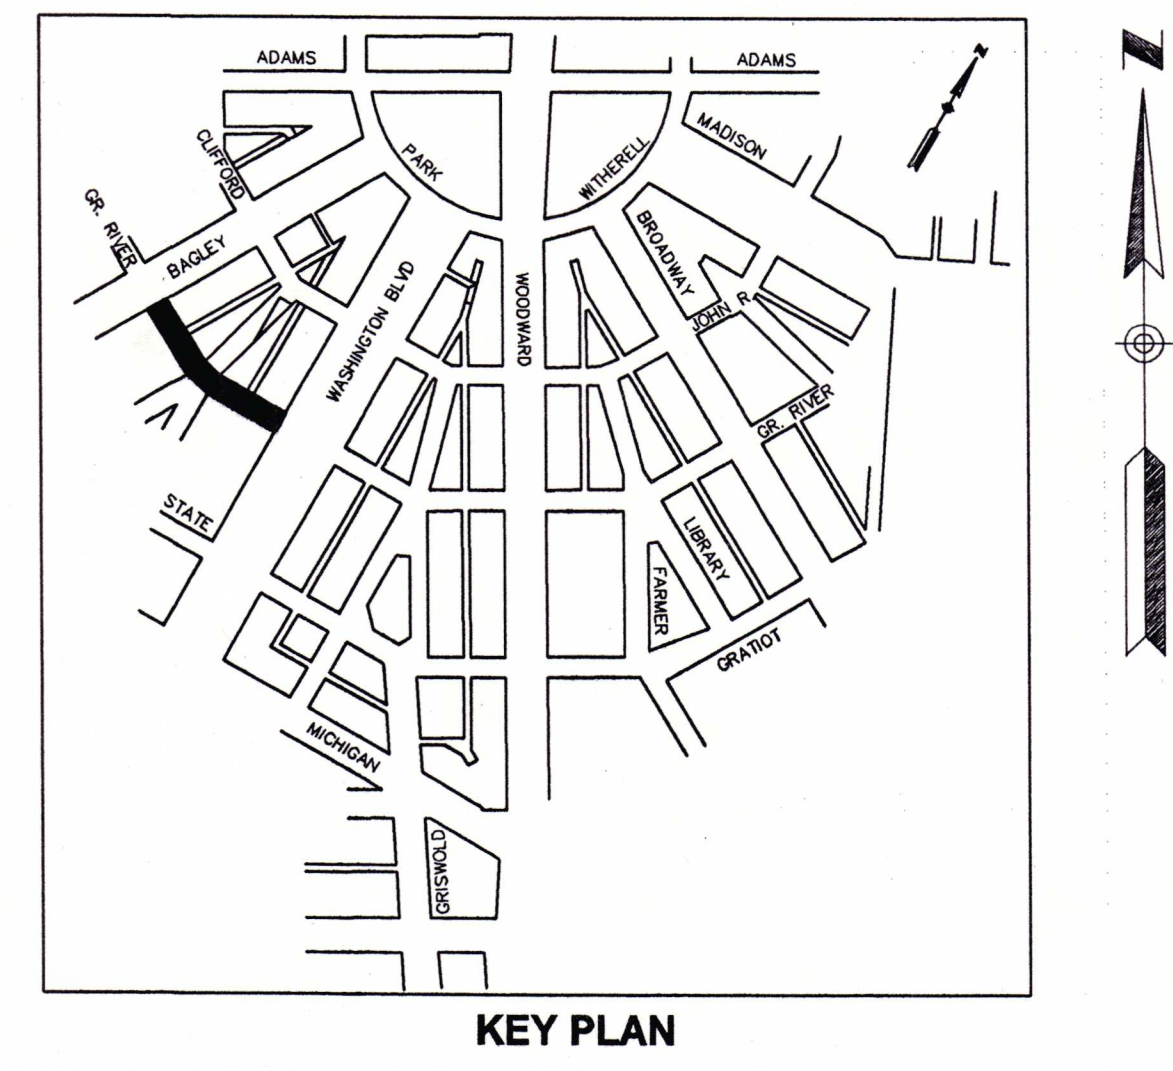 ADAMS
ADAMS
N
N
MADISON
CLIFFORD
PARK
WITHERELL
GR. RIVER
BAGLEY
BROADWAY
WASHINGTON BLVD
WOODWARD
JOHN R.
GR. RIVER
STATE
LIBRARY
FARMER
GRATIOT
MICHIGAN
GRISWOLD
KEY PLAN